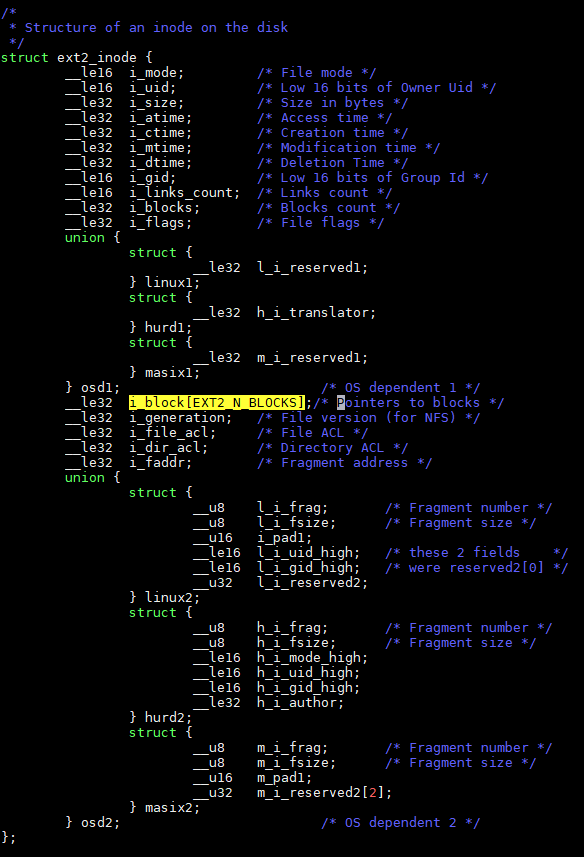 /*
 * Structure of an inode on the disk
 */
struct ext2_inode {
        __le16  i_mode;         /* File mode */
        __le16  i_uid;          /* Low 16 bits of Owner Uid */
        __le32  i_size;         /* Size in bytes */
        __le32  i_atime;        /* Access time */
        __le32  i_ctime;        /* Creation time */
        __le32  i_mtime;        /* Modification time */
        __le32  i_dtime;        /* Deletion Time */
        __le16  i_gid;          /* Low 16 bits of Group Id */
        __le16  i_links_count;  /* Links count */
        __le32  i_blocks;       /* Blocks count */
        __le32  i_flags;        /* File flags */
        union {
                struct {
                        __le32  l_i_reserved1;
                } linux1;
                struct {
                        __le32  h_i_translator;
                } hurd1;
                struct {
                        __le32  m_i_reserved1;
                } masix1;
        } osd1;                         /* OS dependent 1 */
        __le32  i_block[EXT2_N_BLOCKS];/* Pointers to blocks */
        __le32  i_generation;   /* File version (for NFS) */
        __le32  i_file_acl;     /* File ACL */
        __le32  i_dir_acl;      /* Directory ACL */
        __le32  i_faddr;        /* Fragment address */
        union {
                struct {
                        __u8    l_i_frag;       /* Fragment number */
                        __u8    l_i_fsize;      /* Fragment size */
                        __u16   i_pad1;
                        __le16  l_i_uid_high;   /* these 2 fields    */
                        __le16  l_i_gid_high;   /* were reserved2[0] */
                        __u32   l_i_reserved2;
                } linux2;
                struct {
                        __u8    h_i_frag;       /* Fragment number */
                        __u8    h_i_fsize;      /* Fragment size */
                        __le16  h_i_mode_high;
                        __le16  h_i_uid_high;
                        __le16  h_i_gid_high;
                        __le32  h_i_author;
                } hurd2;
                struct {
                        __u8    m_i_frag;       /* Fragment number */
                        __u8    m_i_fsize;      /* Fragment size */
                        __u16   m_pad1;
                        __u32   m_i_reserved2[2];
                } masix2;
        } osd2;                         /* OS dependent 2 */
};